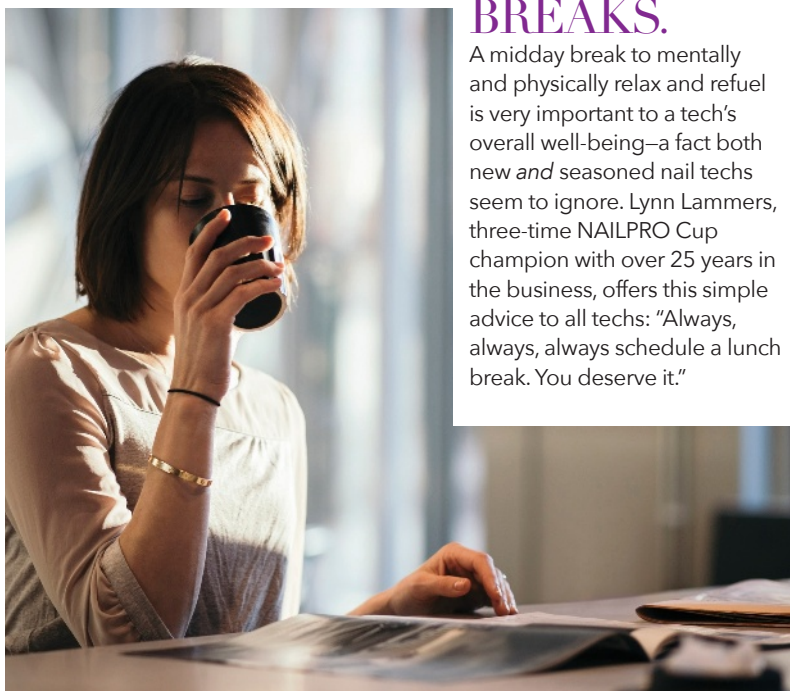 BREAKS.
A midday break to mentally
and physically relax and refuel
is very important to a tech’s
overall well-being—a fact both
new and seasoned nail techs
seem to ignore. Lynn Lammers,
three-time NAILPRO Cup
champion with over 25 years in
the business, offers this simple
advice to all techs: “Always,
always, always schedule a lunch
break. You deserve it.”